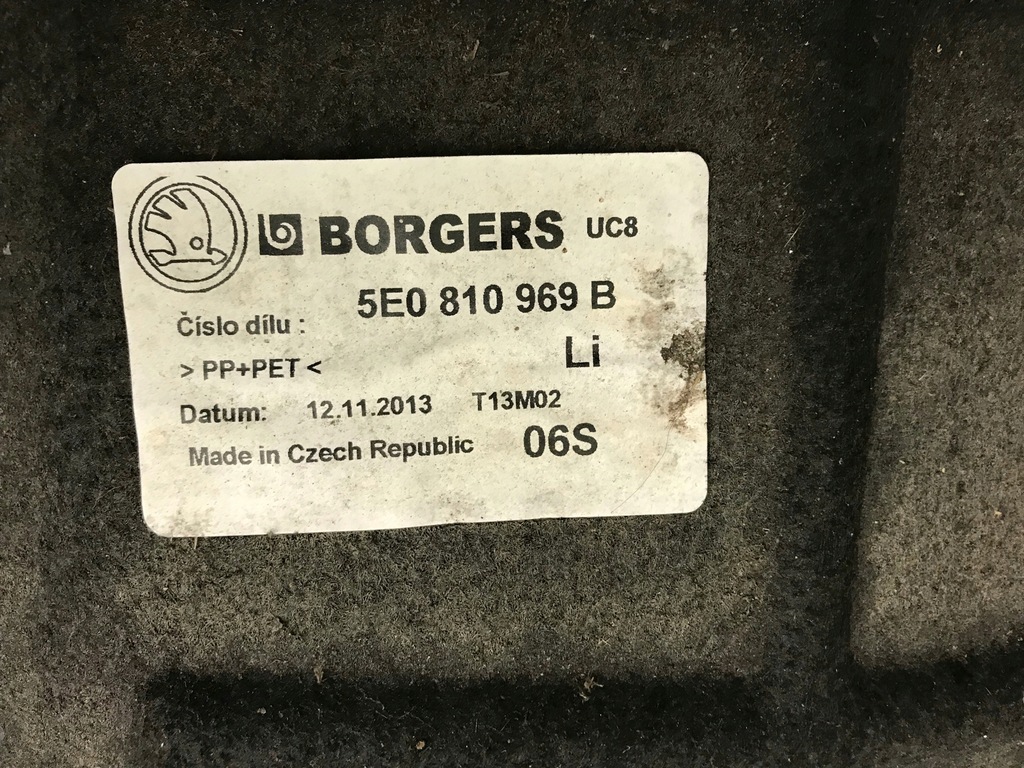 BORGERS UC8
5E0 810 969 B
Číslo dílu :
> PP+PET < Li
Datum: 12.11.2013 T13M02
Made in Czech Republic 06S